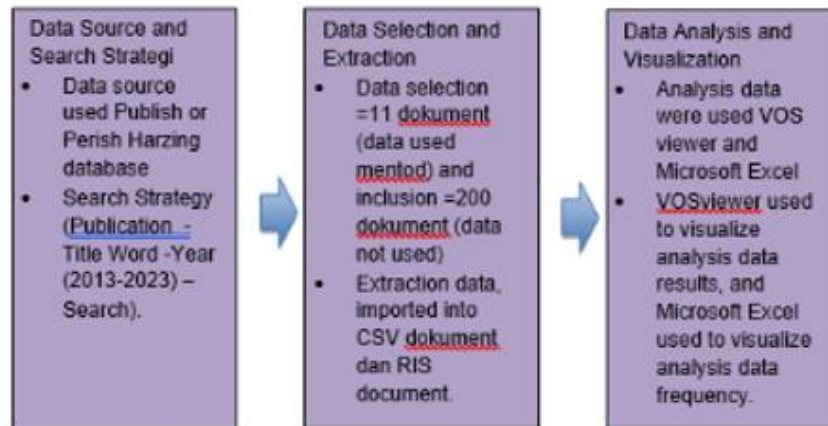 Data Source and
Search Strategi
• Data source
used Publish or
Perish Harzing
database
• Search Strategy
(Publication -
Title Word -Year
(2013-2023) –
Search).
Data Selection and
Extraction
• Data selection
=11 dokument
(data used
mentod) and
inclusion =200
dokument (data
not used)
• Extraction data,
imported into
CSV dokument
dan RIS
document.
Data Analysis and
Visualization
• Analysis data
were used VOS
viewer and
Microsoft Excel
• VOSviewer used
to visualize
analysis data
results, and
Microsoft Excel
used to visualize
analysis data
frequency.